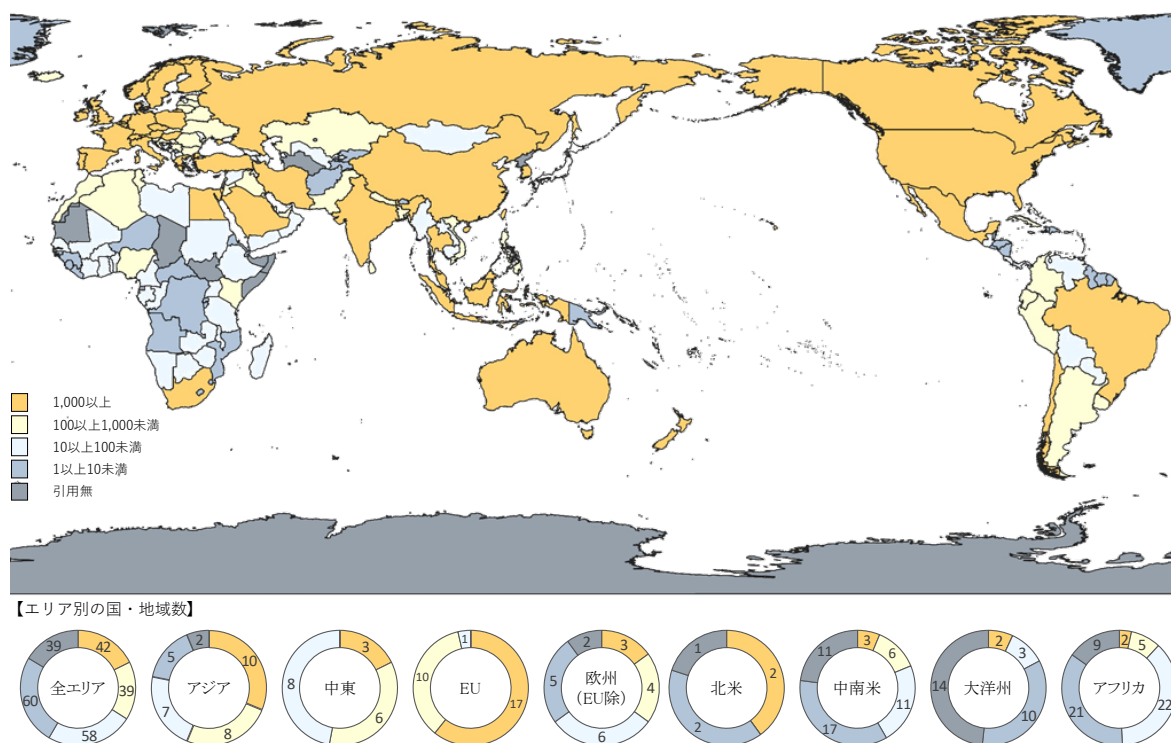 1,000以上
100以上1,000未満
10以上100未満
1以上10未満
引用無
【エリア別の国・地域数】
全エリア
42
39
58
60
39
アジア
10
8
7
5
2
中東
3
6
8
EU
17
10
1
欧州
(EU除)
3
4
6
5
2
北米
2
2
1
中南米
3
6
11
17
11
大洋州
2
3
10
14
アフリカ
2
5
22
21
9